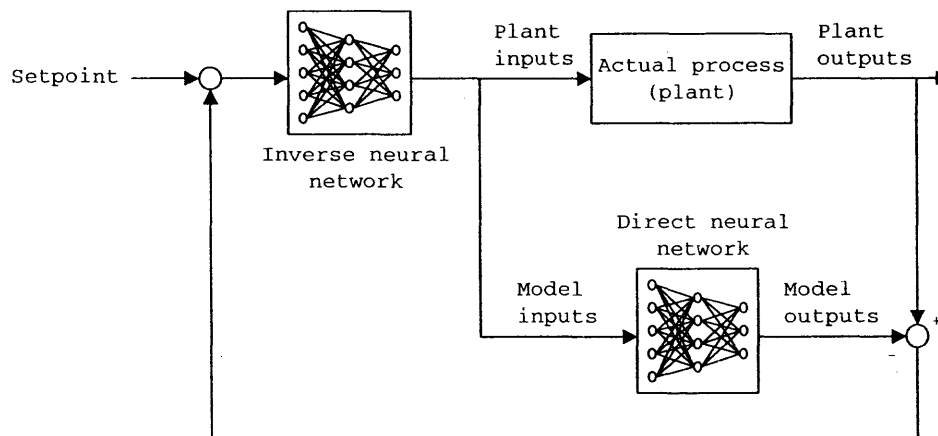 Plant
inputs
Plant
outputs
Setpoint
Actual process
(plant)
Inverse neural
network
Direct neural
network
Model
inputs
Model
outputs
+
-